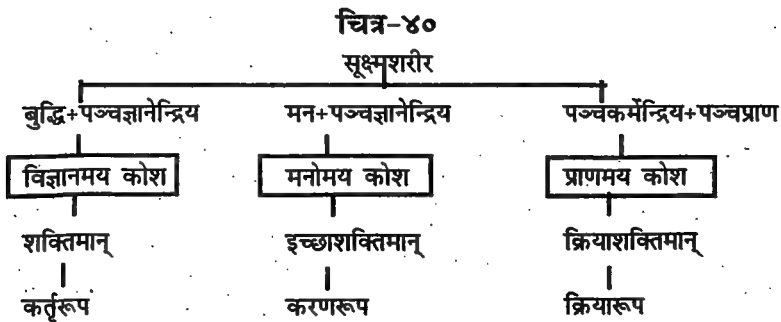 चित्र-४०
सूक्ष्मशरीर
बुद्धि+पञ्चज्ञानेन्द्रिय मन+पञ्चज्ञानेन्द्रिय पञ्चकर्मेन्द्रिय+पञ्चप्राण
विज्ञानमय कोश मनोमय कोश प्राणमय कोश
शक्तिमान् इच्छाशक्तिमान् क्रियाशक्तिमान्
कर्तृरूप करणरूप क्रियारूप